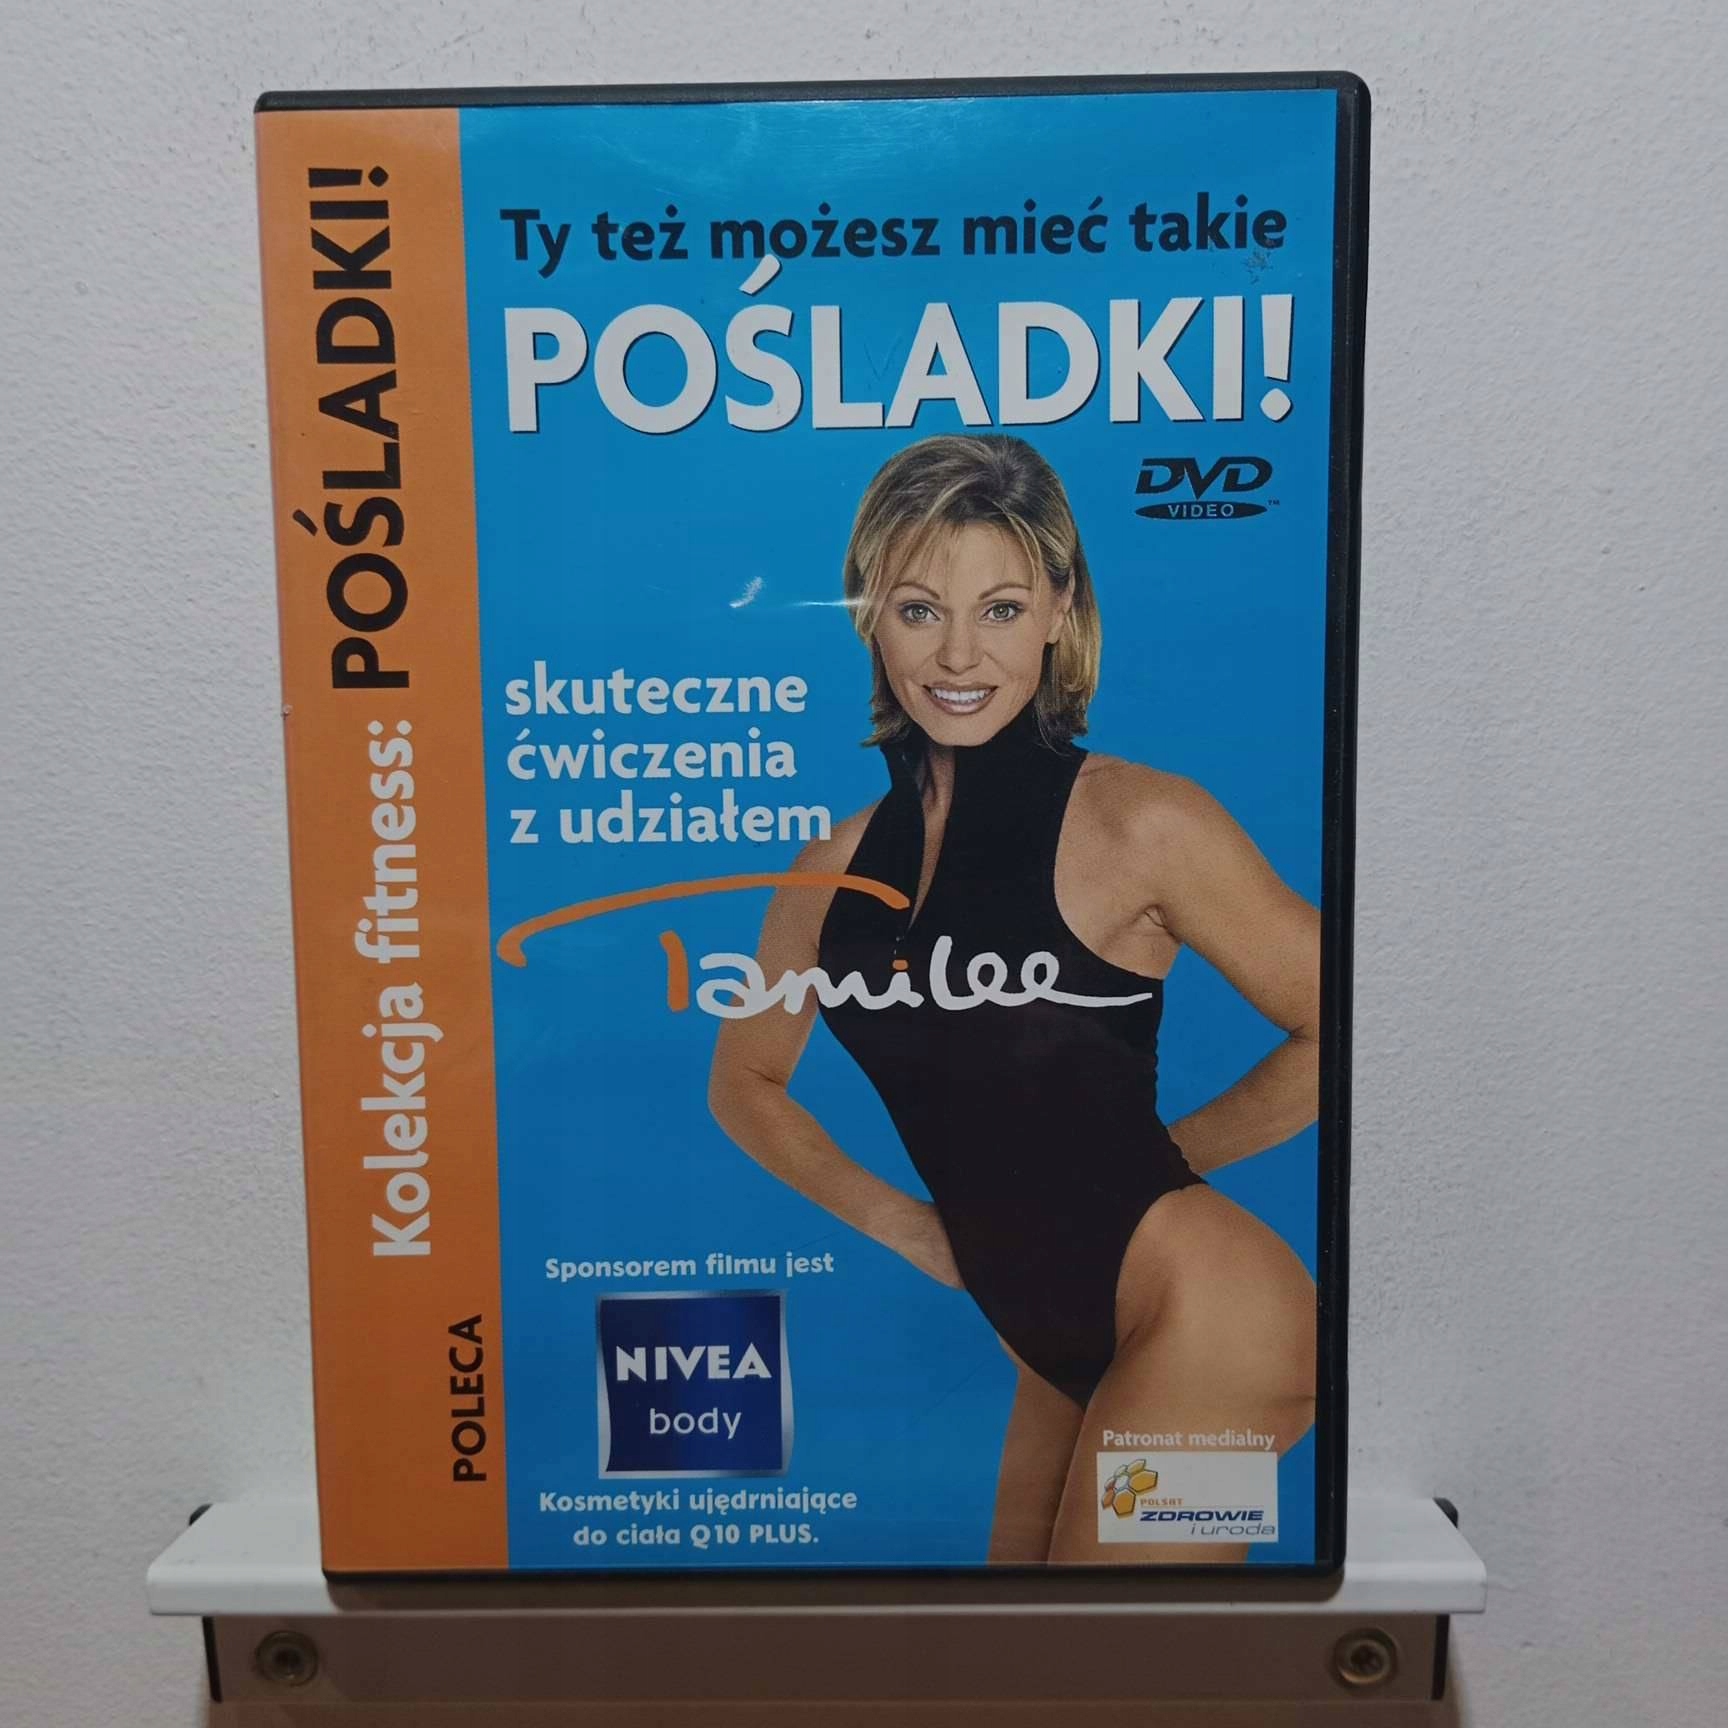 Kolekcja fitness: POŚLADKI!
POLECA
Ty też możesz mieć takie
POŚLADKI!
DVD
VIDEO™
skuteczne
ćwiczenia
z udziałem
Tamilee
Sponsorem filmu jest
NIVEA
body
Kosmetyki ujędrniające
do ciała Q10 PLUS.
Patronat medialny
POLSAT
ZDROWIE
i uroda